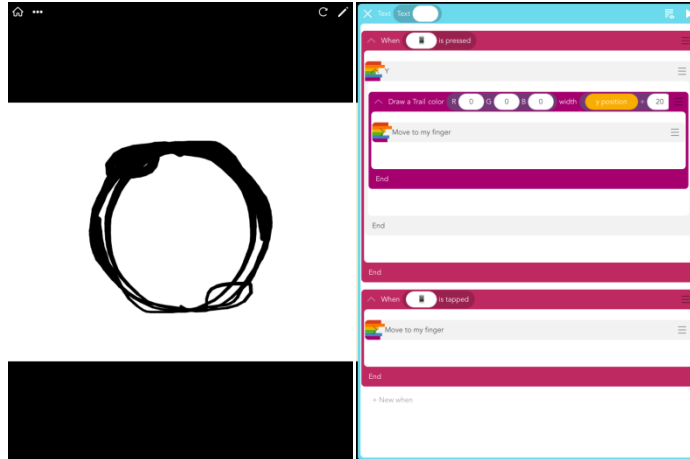 Text Text
When is pressed
Y
Draw a Trail color R 0 G 0 B 0 width y position ÷ 20
Move to my finger
End
End
End
When is tapped
Move to my finger
End
+ New when